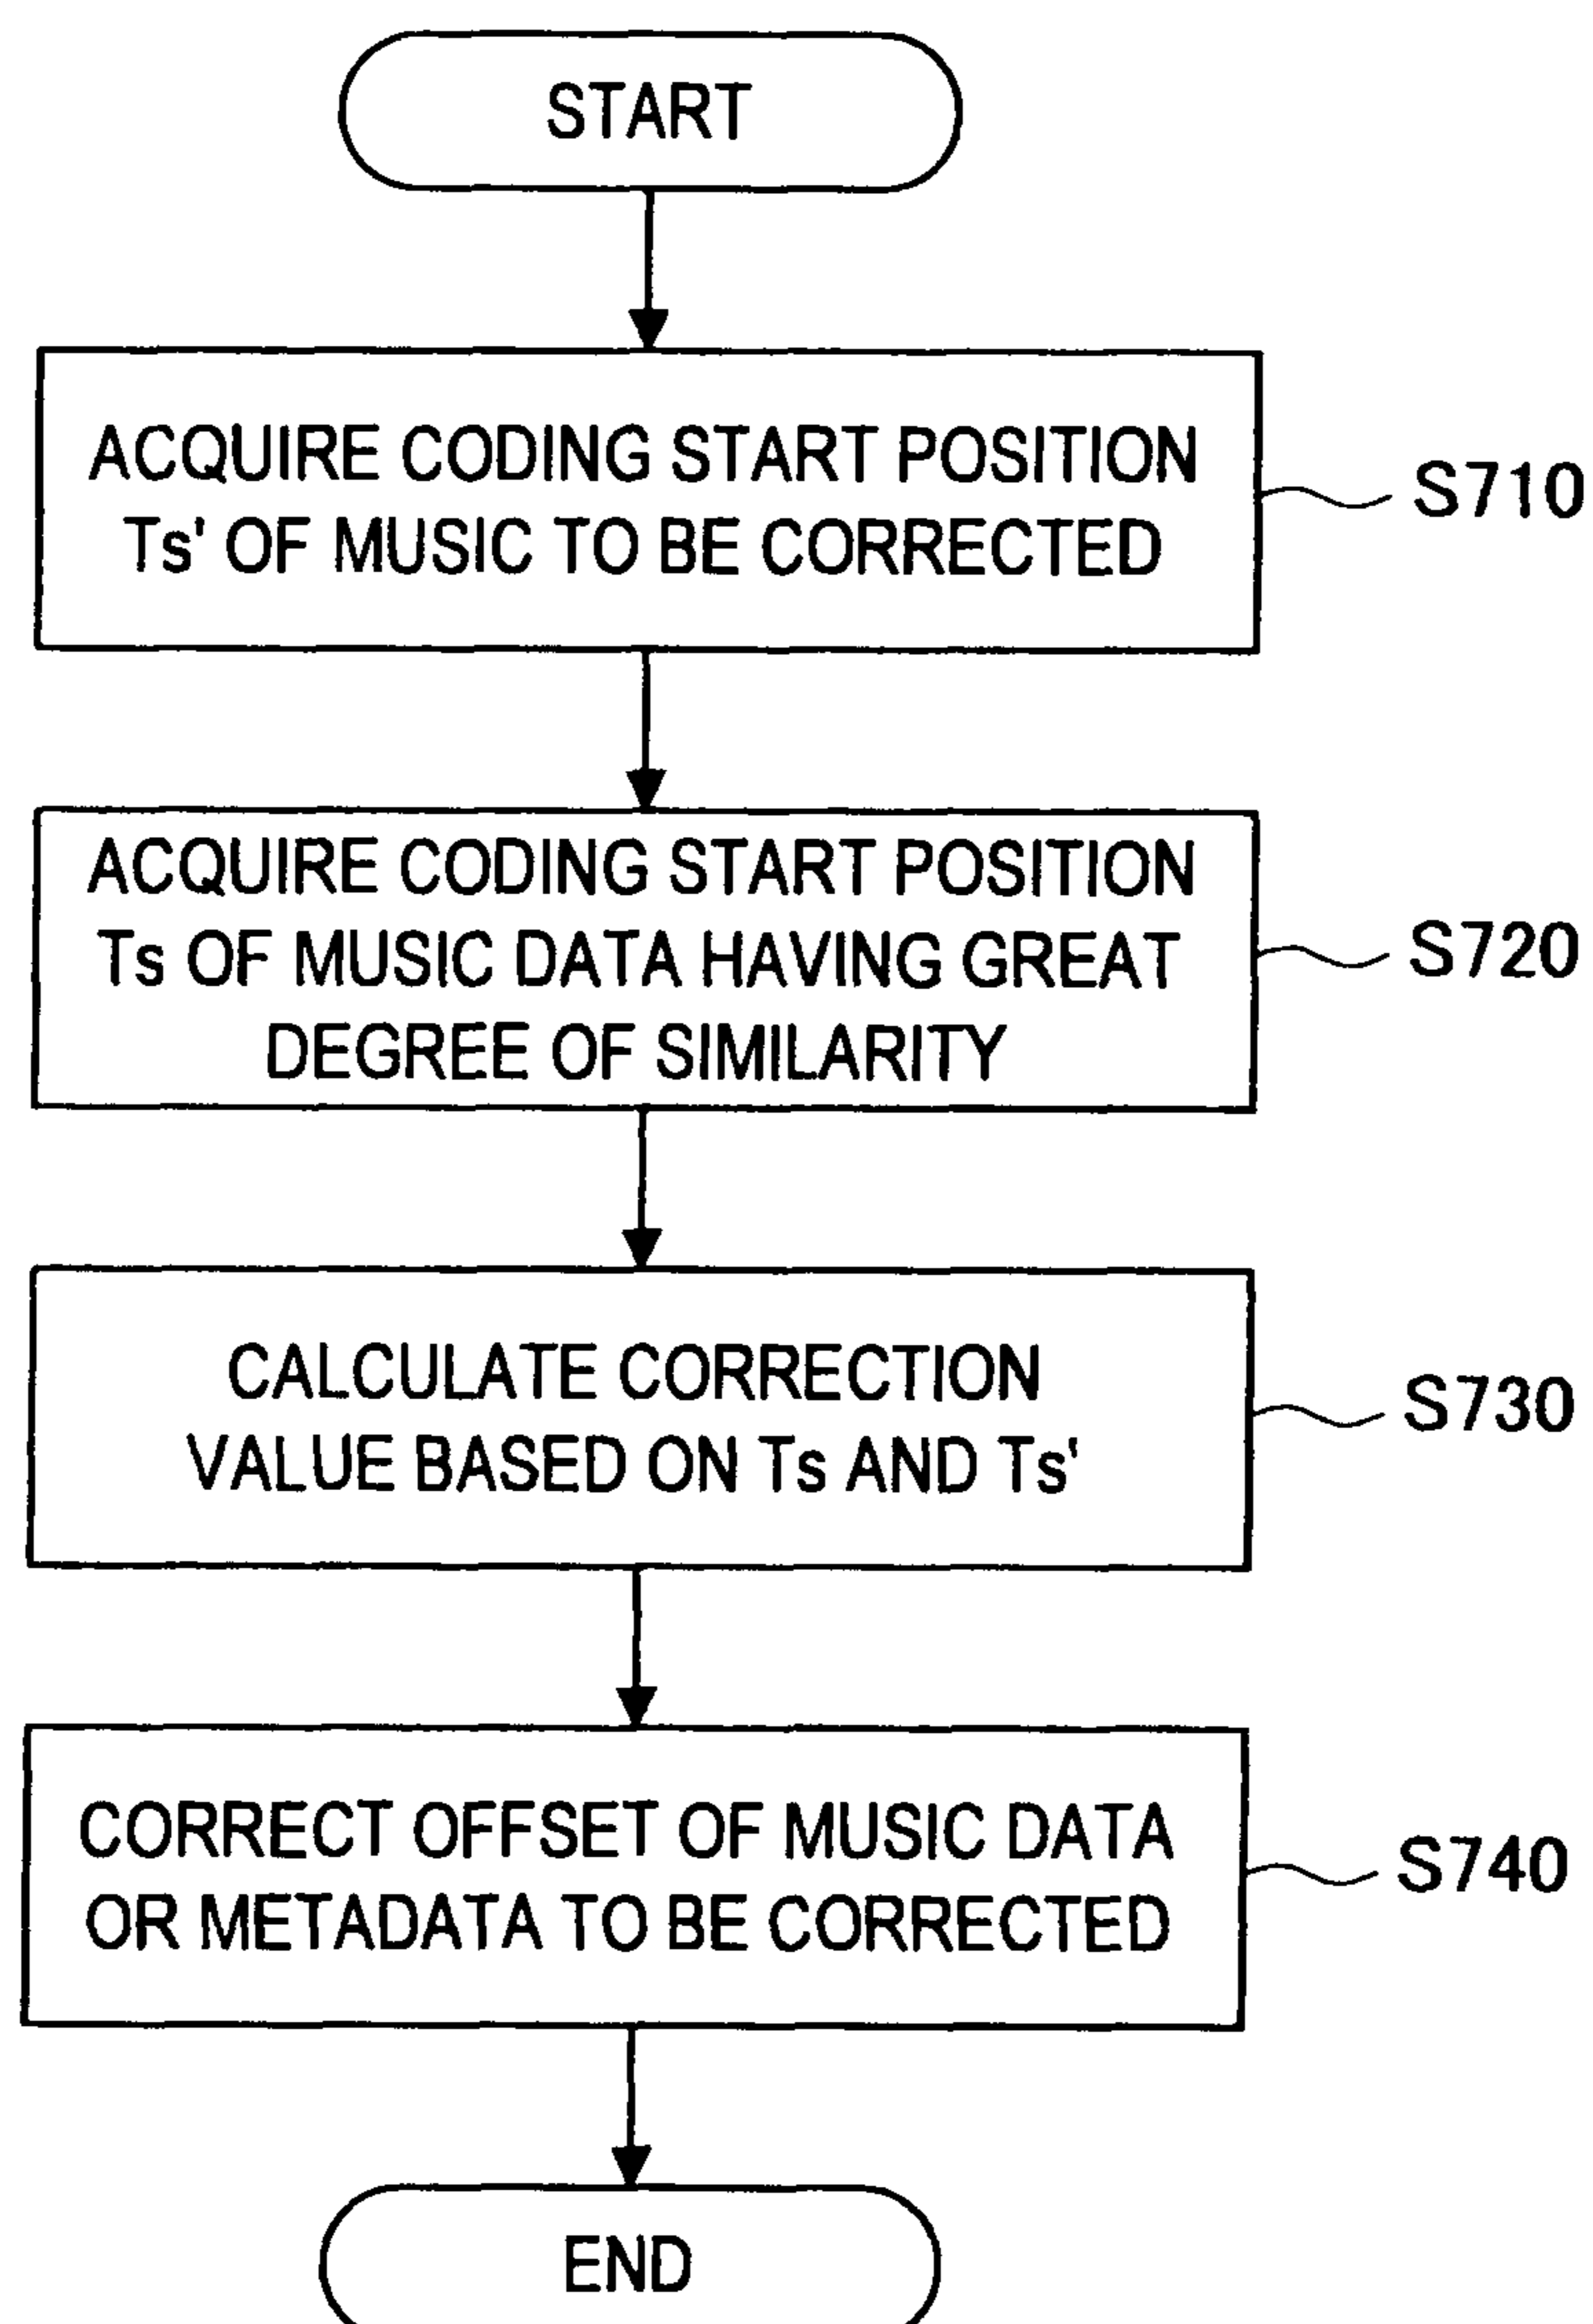 START
ACQUIRE CODING START POSITION
Ts' OF MUSIC TO BE CORRECTED
S710
ACQUIRE CODING START POSITION
Ts OF MUSIC DATA HAVING GREAT
DEGREE OF SIMILARITY
S720
CALCULATE CORRECTION
VALUE BASED ON Ts AND Ts'
S730
CORRECT OFFSET OF MUSIC DATA
OR METADATA TO BE CORRECTED
S740
END